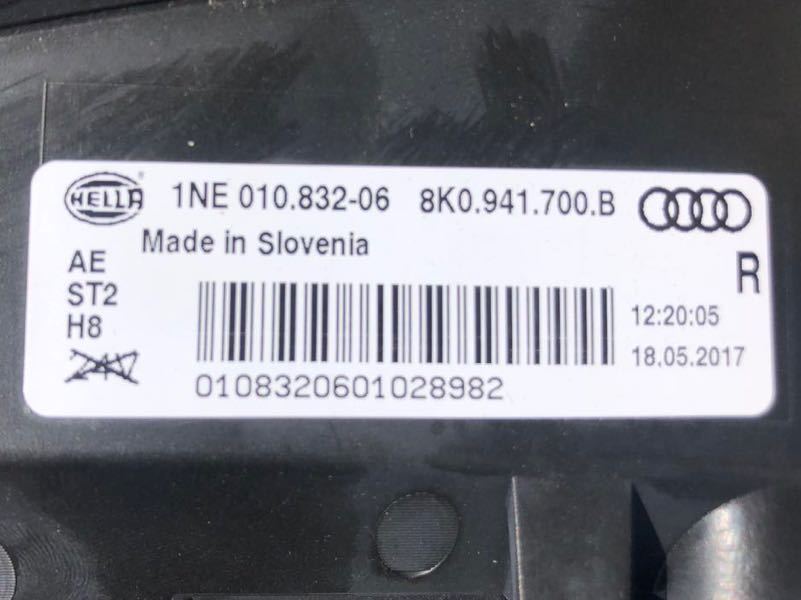 HELLA 1NE 010.832-06 8K0.941.700.B
Made in Slovenia
AE
R
ST2
12:20:05
H8
18.05.2017
0108320601028982